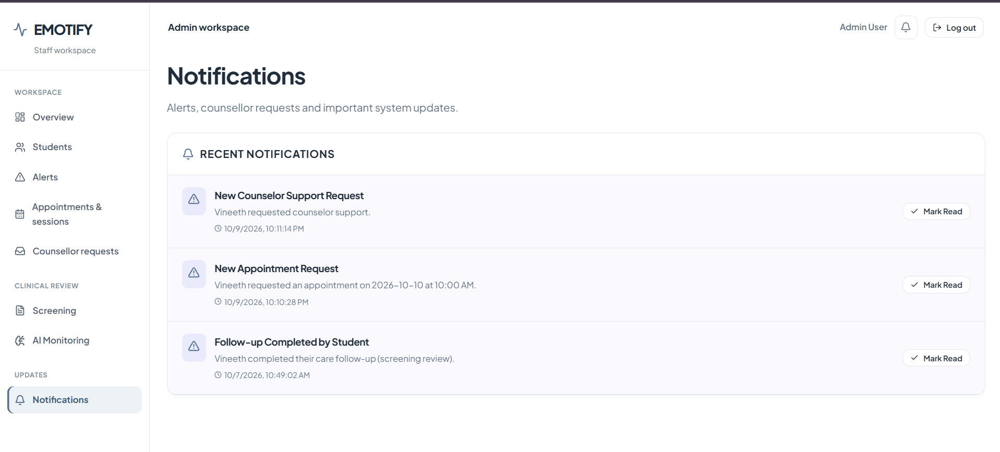 EMOTIFY
Staff workspace
WORKSPACE
Overview
Students
Alerts
Appointments &
sessions
Counsellor requests
CLINICAL REVIEW
Screening
AI Monitoring
UPDATES
Notifications
Admin workspace
Admin User
Log out
Notifications
Alerts, counsellor requests and important system updates.
RECENT NOTIFICATIONS
New Counselor Support Request
Vineeth requested counselor support.
10/9/2026, 10:11:14 PM
Mark Read
New Appointment Request
Vineeth requested an appointment on 2026-10-10 at 10:00 AM.
10/9/2026, 10:10:28 PM
Mark Read
Follow-up Completed by Student
Vineeth completed their care follow-up (screening review).
10/7/2026, 10:49:02 AM
Mark Read